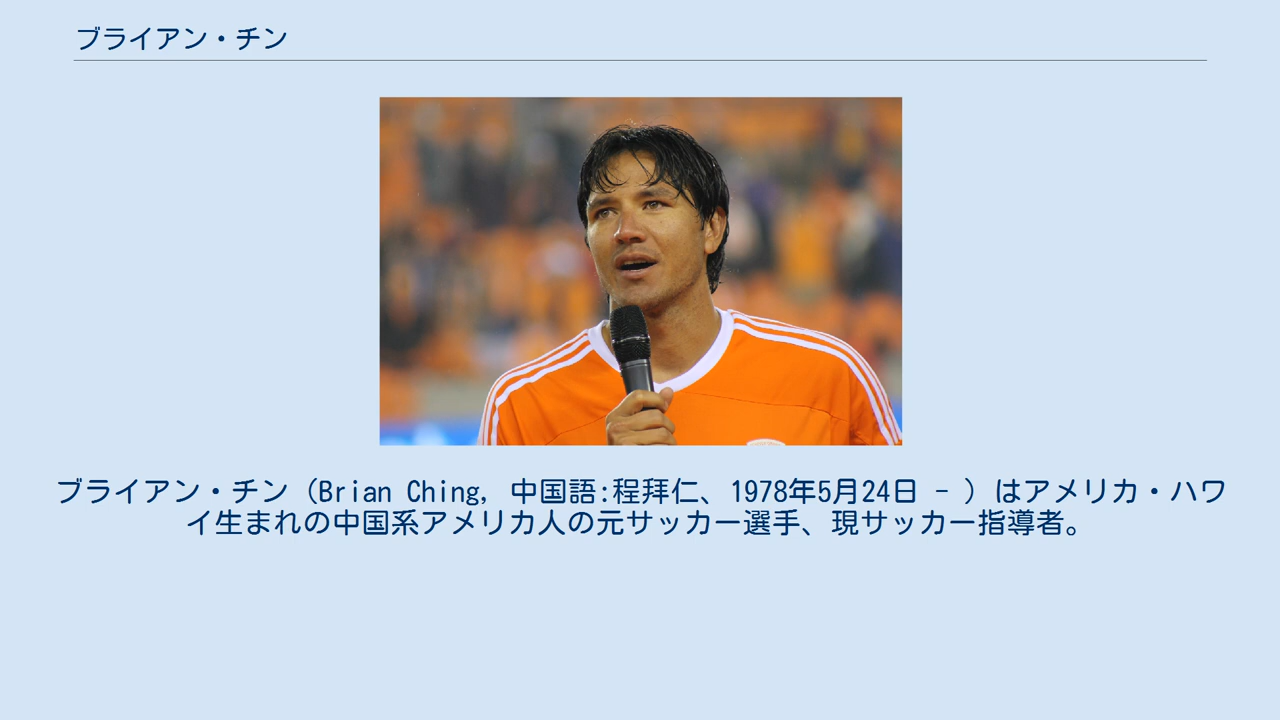 ブライアン・チン
ブライアン・チン（Brian Ching, 中国語:程拜仁、1978年5月24日 - ）はアメリカ・ハワ
イ生まれの中国系アメリカ人の元サッカー選手、現サッカー指導者。